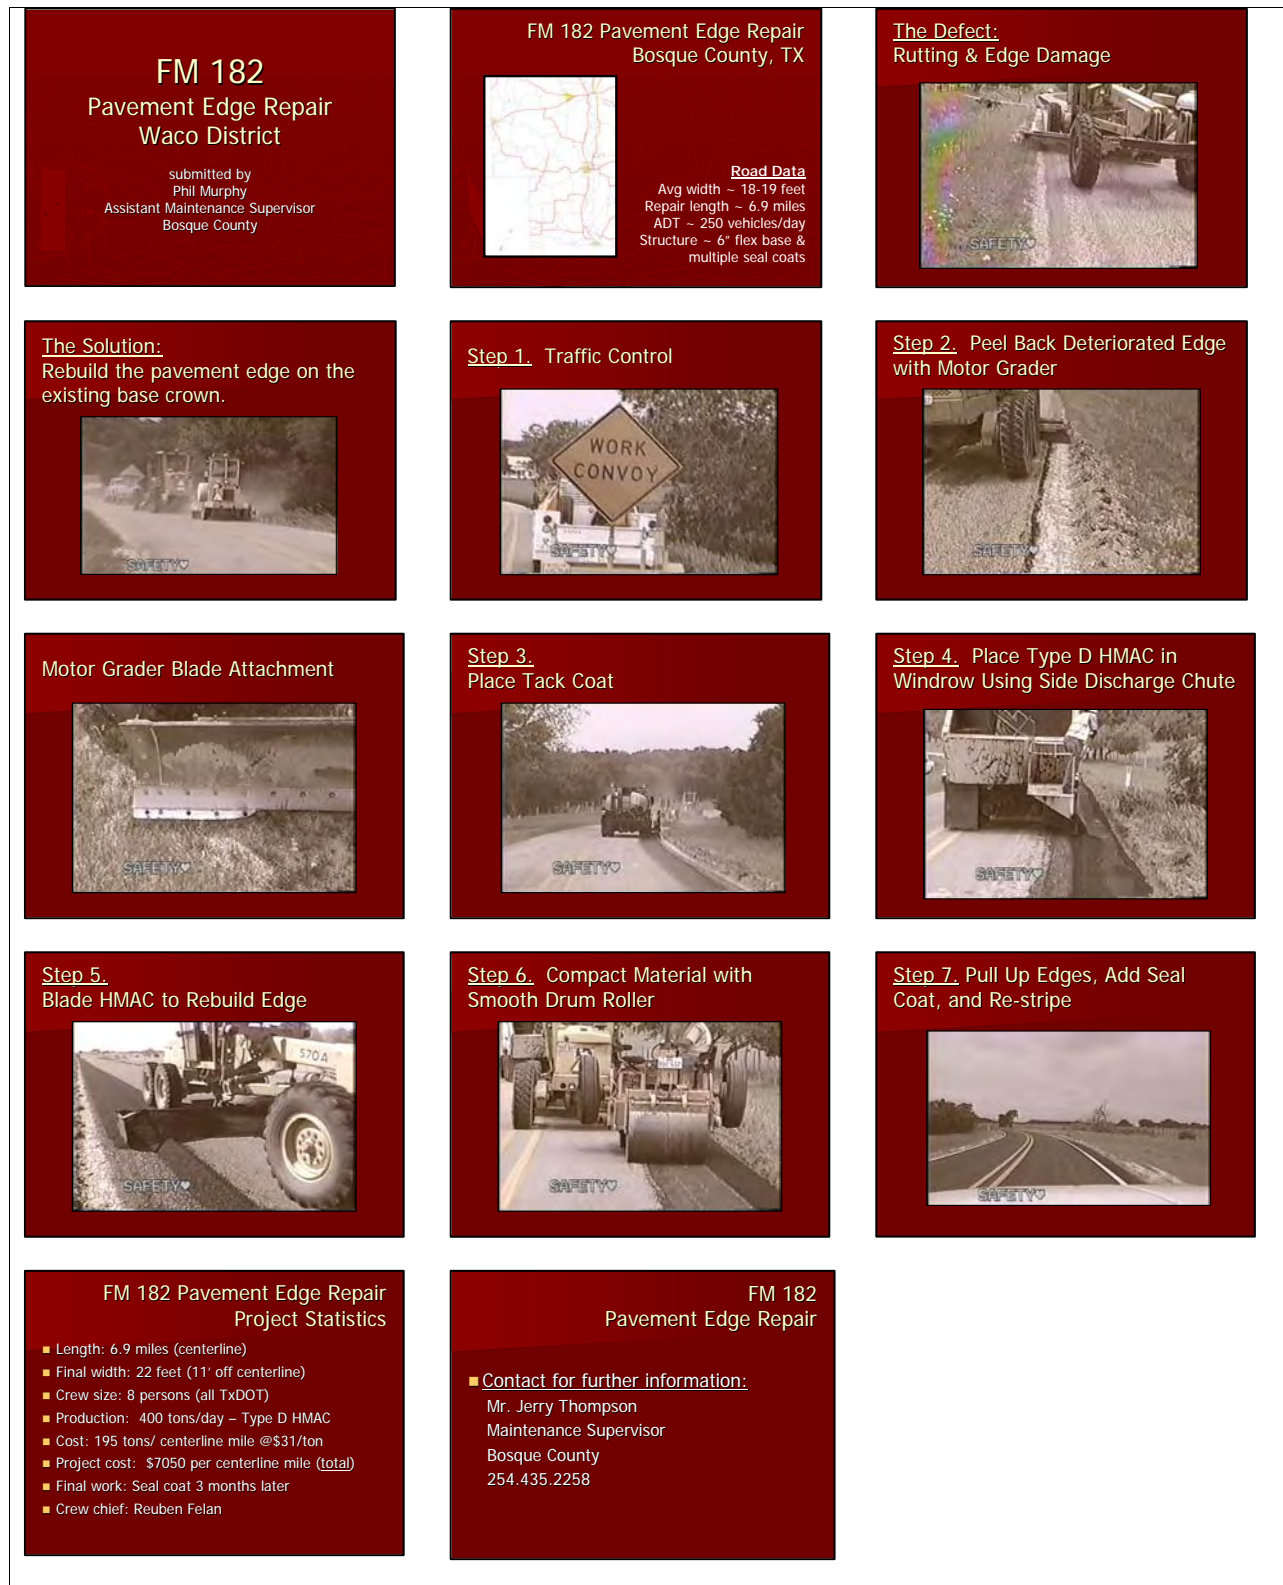 FM 182
Pavement Edge Repair
Waco District
submitted by
Phil Murphy
Assistant Maintenance Supervisor
Bosque County
FM 182 Pavement Edge Repair
Bosque County, TX
Road Data
Avg width ~ 18-19 feet
Repair length ~ 6.9 miles
ADT ~ 250 vehicles/day
Structure ~ 6" flex base &
multiple seal coats
The Defect:
Rutting & Edge Damage
SAFETY♥
The Solution:
Rebuild the pavement edge on the
existing base crown.
SAFETY♥
Step 1. Traffic Control
WORK
CONVOY
SAFETY♥
Step 2. Peel Back Deteriorated Edge
with Motor Grader
SAFETY♥
Motor Grader Blade Attachment
SAFETY♥
Step 3.
Place Tack Coat
SAFETY♥
Step 4. Place Type D HMAC in
Windrow Using Side Discharge Chute
SAFETY♥
Step 5.
Blade HMAC to Rebuild Edge
570A
SAFETY♥
Step 6. Compact Material with
Smooth Drum Roller
SAFETY♥
Step 7. Pull Up Edges, Add Seal
Coat, and Re-stripe
SAFETY♥
FM 182 Pavement Edge Repair
Project Statistics
■ Length: 6.9 miles (centerline)
■ Final width: 22 feet (11' off centerline)
■ Crew size: 8 persons (all TxDOT)
■ Production: 400 tons/day – Type D HMAC
■ Cost: 195 tons/ centerline mile @$31/ton
■ Project cost: $7050 per centerline mile (total)
■ Final work: Seal coat 3 months later
■ Crew chief: Reuben Felan
FM 182
Pavement Edge Repair
■ Contact for further information:
Mr. Jerry Thompson
Maintenance Supervisor
Bosque County
254.435.2258